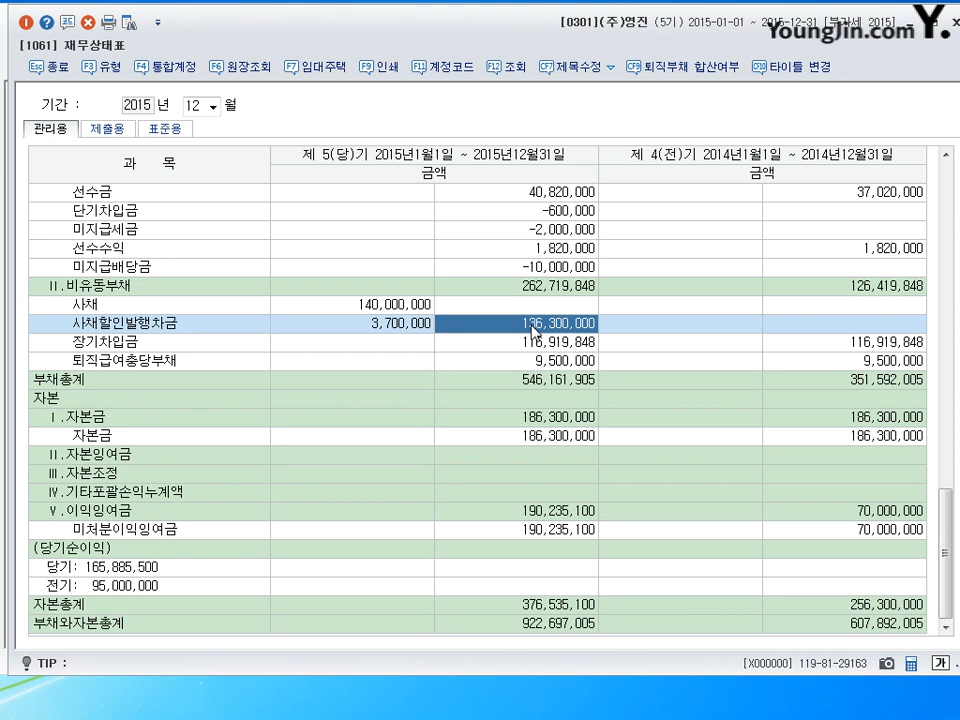 [0301](주)영진 (5기) 2015-01-01 ~ 2015-12-31 [부가세 2015]
YoungJin.com Y.
[1061] 재무상태표
Esc 종료 F3 유형 F4 통합계정 F6 원장조회 F7 임대주택 F9 인쇄 F11 계정코드 F12 조회 CF7 제목수정 CF9 퇴직부채 합산여부 CF10 타이틀 변경
기간 : 2015 년 12 월
관리용 제출용 표준용
과 목 제 5(당)기 2015년1월1일 ~ 2015년12월31일 제 4(전)기 2014년1월1일 ~ 2014년12월31일
금액 금액
선수금 40,820,000 37,020,000
단기차입금 -600,000
미지급세금 -2,000,000
선수수익 1,820,000 1,820,000
미지급배당금 -10,000,000
II.비유동부채 262,719,848 126,419,848
사채 140,000,000
사채할인발행차금 3,700,000 136,300,000
장기차입금 116,919,848 116,919,848
퇴직급여충당부채 9,500,000 9,500,000
부채총계 546,161,905 351,592,005
자본
I.자본금 186,300,000 186,300,000
자본금 186,300,000 186,300,000
II.자본잉여금
III.자본조정
IV.기타포괄손익누계액
V.이익잉여금 190,235,100 70,000,000
미처분이익잉여금 190,235,100 70,000,000
(당기순이익)
당기: 165,885,500
전기: 95,000,000
자본총계 376,535,100 256,300,000
부채와자본총계 922,697,005 607,892,005
TIP : [X000000] 119-81-29163 가